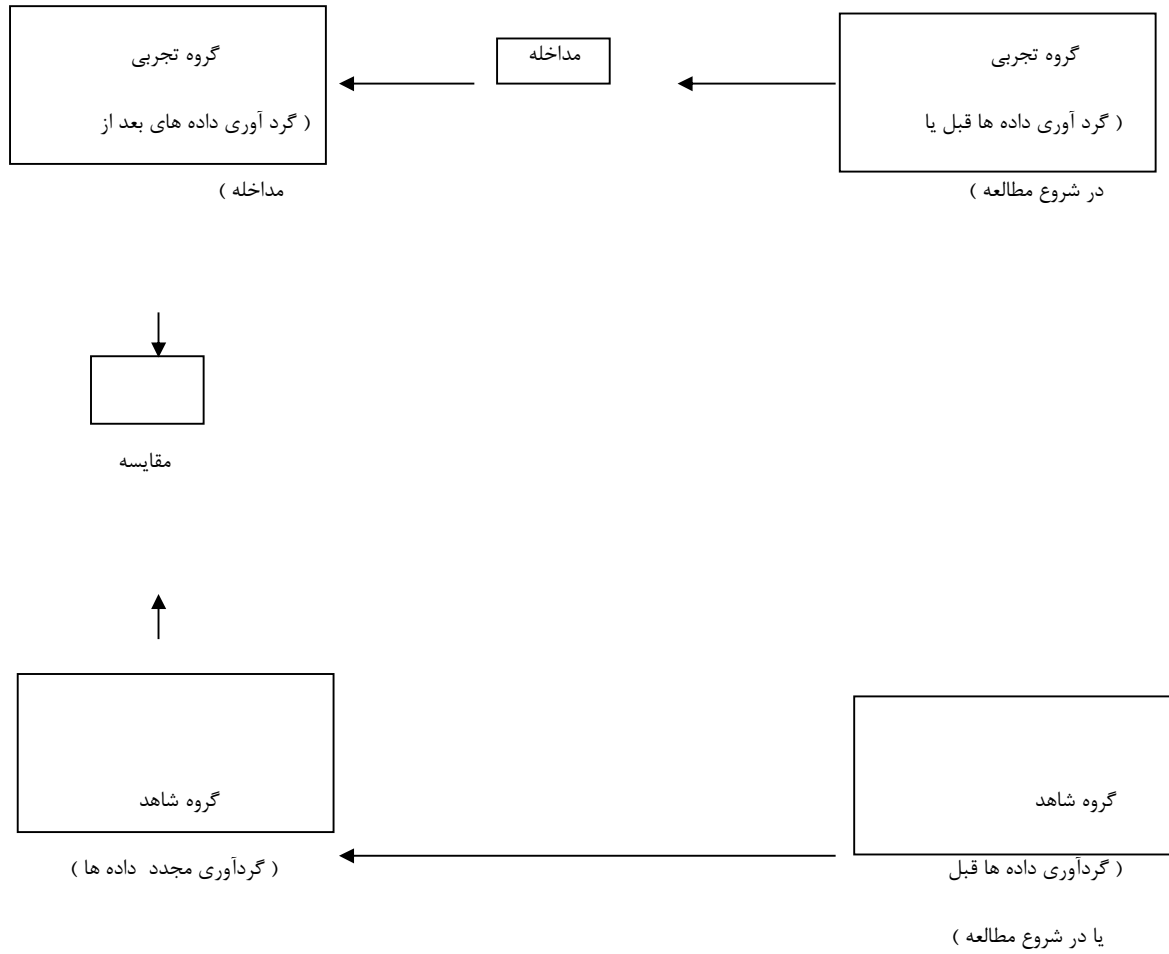 گروه تجربی
( گرد آوری داده ها قبل یا
در شروع مطالعه )
مداخله
گروه تجربی
( گرد آوری داده های بعد از
مداخله )
مقایسه
گروه شاهد
( گردآوری داده ها قبل
یا در شروع مطالعه )
گروه شاهد
( گردآوری مجدد داده ها )